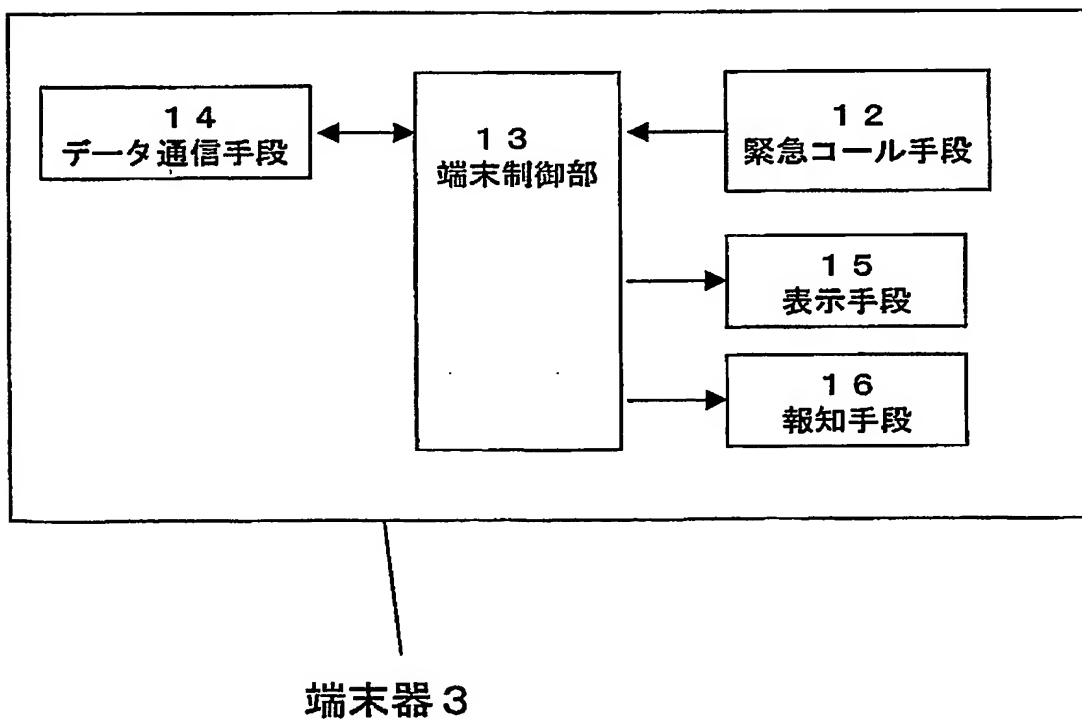 １４
データ通信手段
１３
端末制御部
１２
緊急コール手段
１５
表示手段
１６
報知手段
端末器３